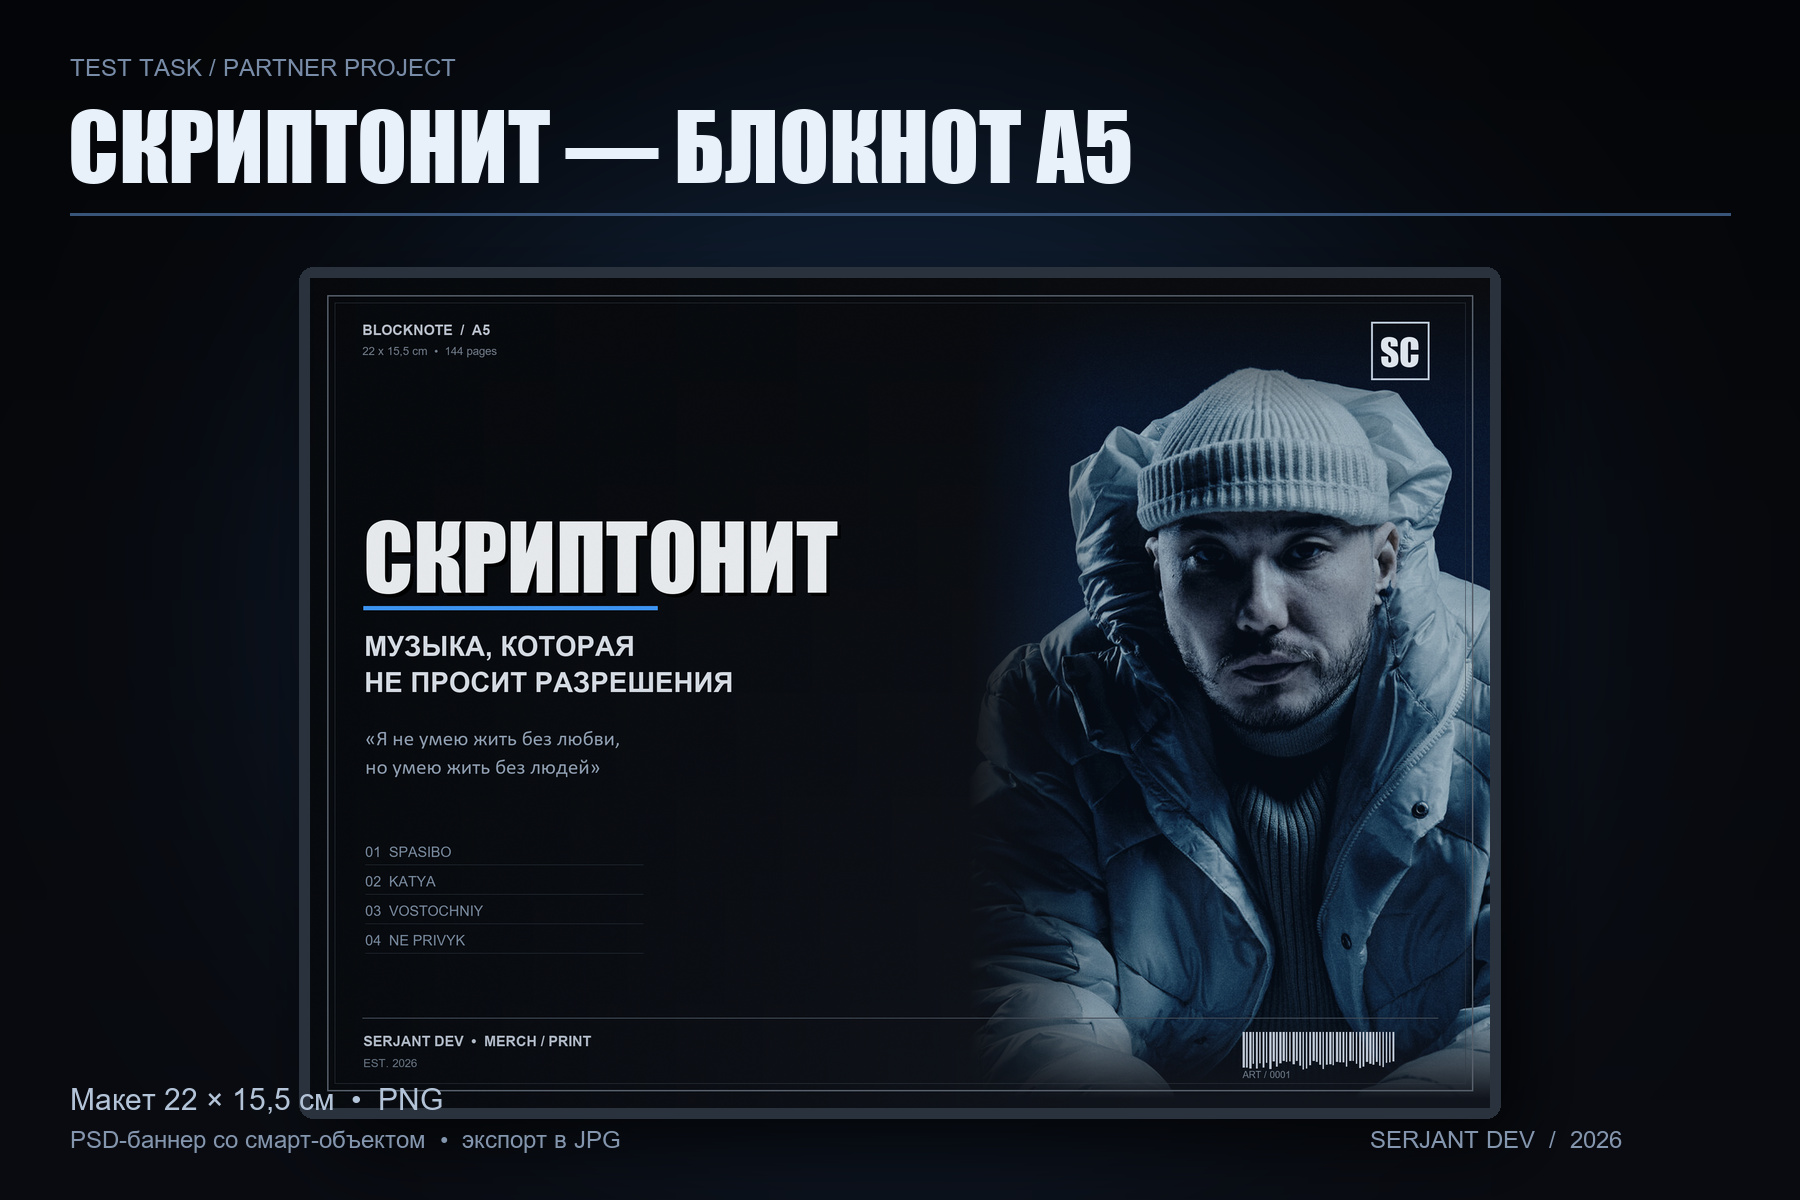 TEST TASK / PARTNER PROJECT
СКРИПТОНИТ — БЛОКНОТ А5
BLOCKNOTE / A5
22 x 15,5 cm • 144 pages
SC
СКРИПТОНИТ
МУЗЫКА, КОТОРАЯ
НЕ ПРОСИТ РАЗРЕШЕНИЯ
«Я не умею жить без любви,
но умею жить без людей»
01 SPASIBO
02 KATYA
03 VOSTOCHNIY
04 NE PRIVYK
SERJANT DEV • MERCH / PRINT
EST. 2026
ART / 0001
Макет 22 × 15,5 см • PNG
PSD-баннер со смарт-объектом • экспорт в JPG
SERJANT DEV / 2026